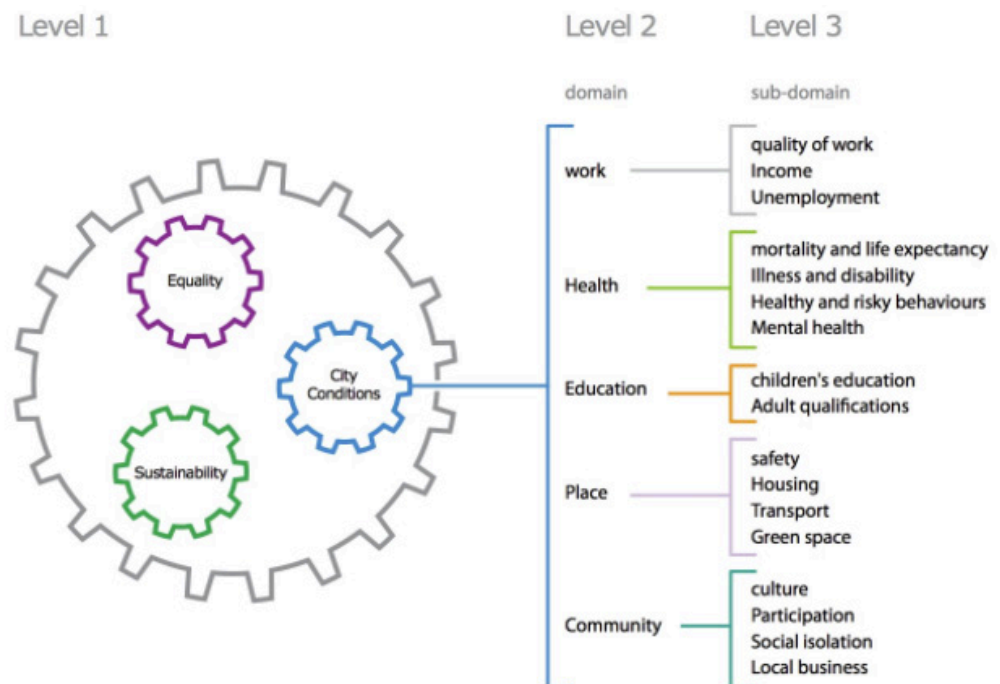 Level 1
Level 2
Level 3
domain
sub-domain
Equality
City
Conditions
Sustainability
work
quality of work
Income
Unemployment
Health
mortality and life expectancy
Illness and disability
Healthy and risky behaviours
Mental health
Education
children's education
Adult qualifications
Place
safety
Housing
Transport
Green space
Community
culture
Participation
Social isolation
Local business